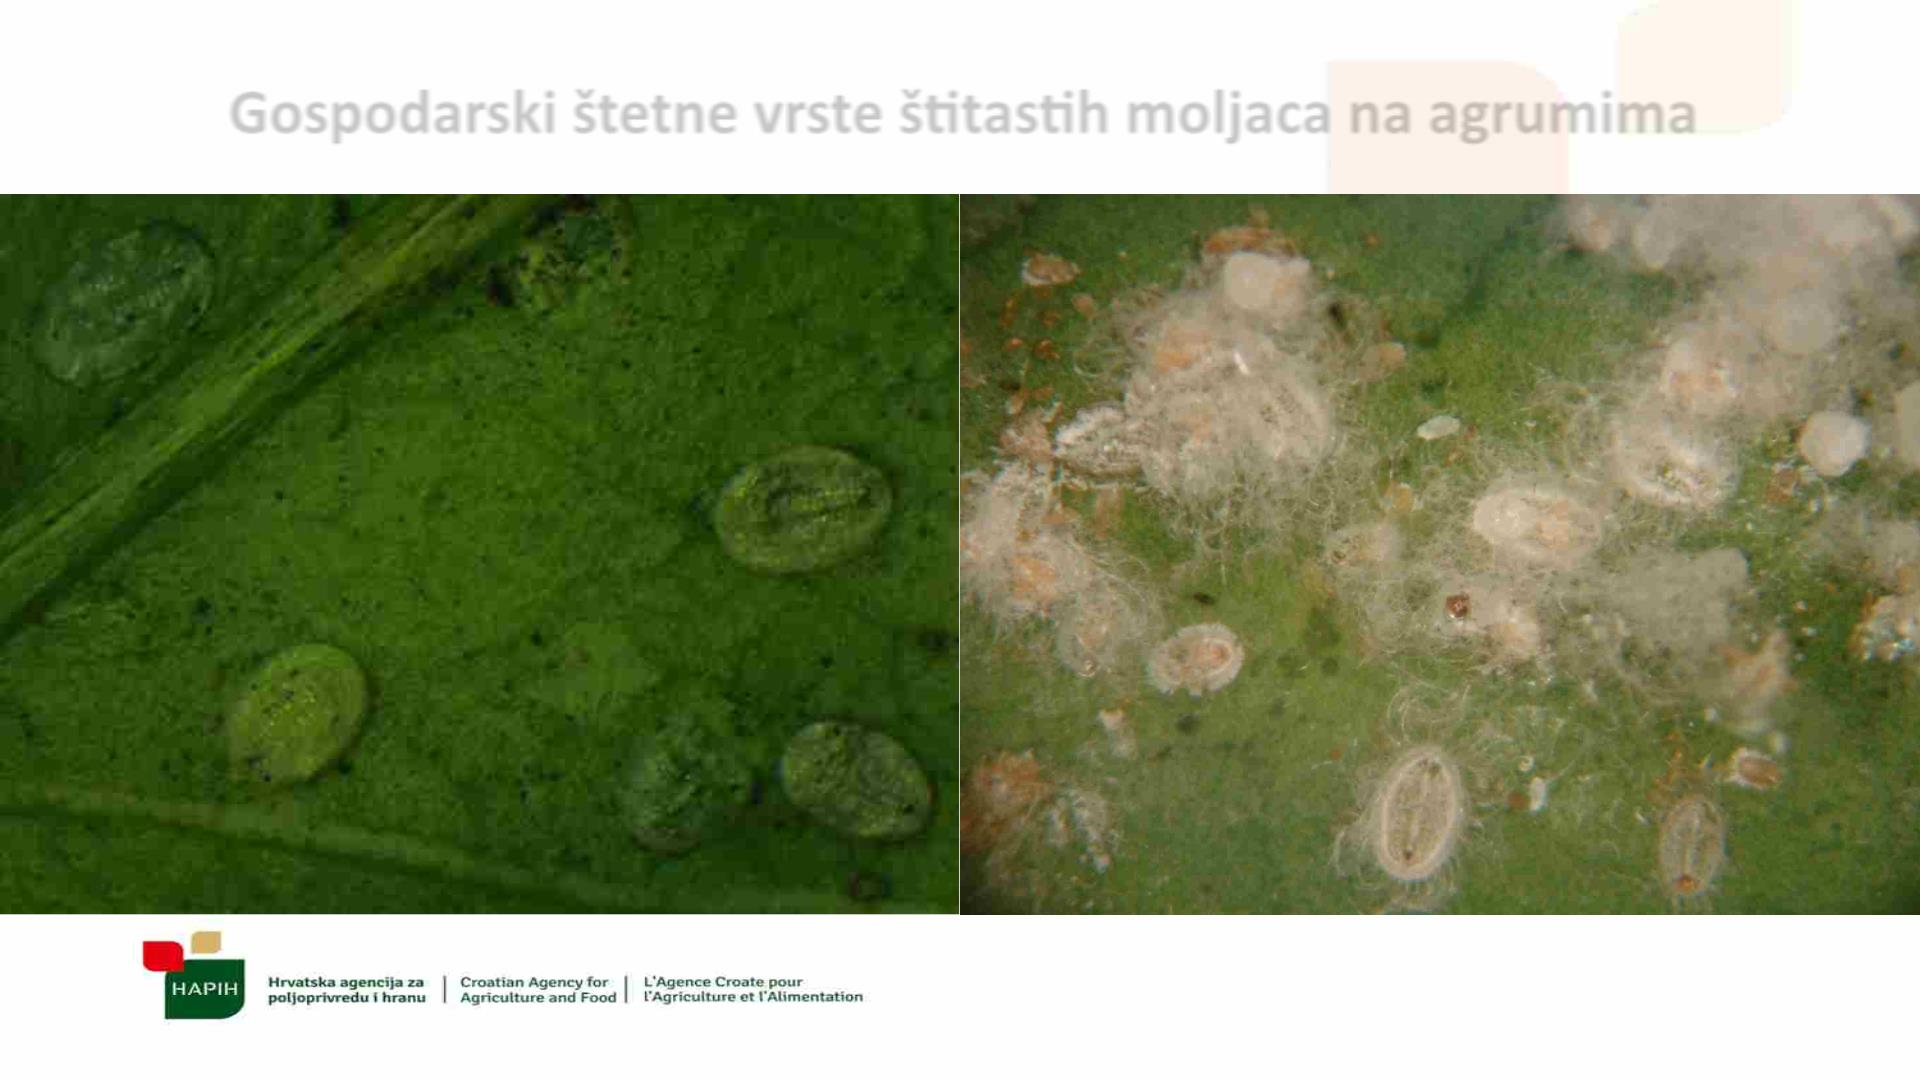 Gospodarski štetne vrste štitastih moljaca na agrumima
HAPIH
Hrvatska agencija za
poljoprivredu i hranu
Croatian Agency for
Agriculture and Food
L'Agence Croate pour
l'Agriculture et l'Alimentation